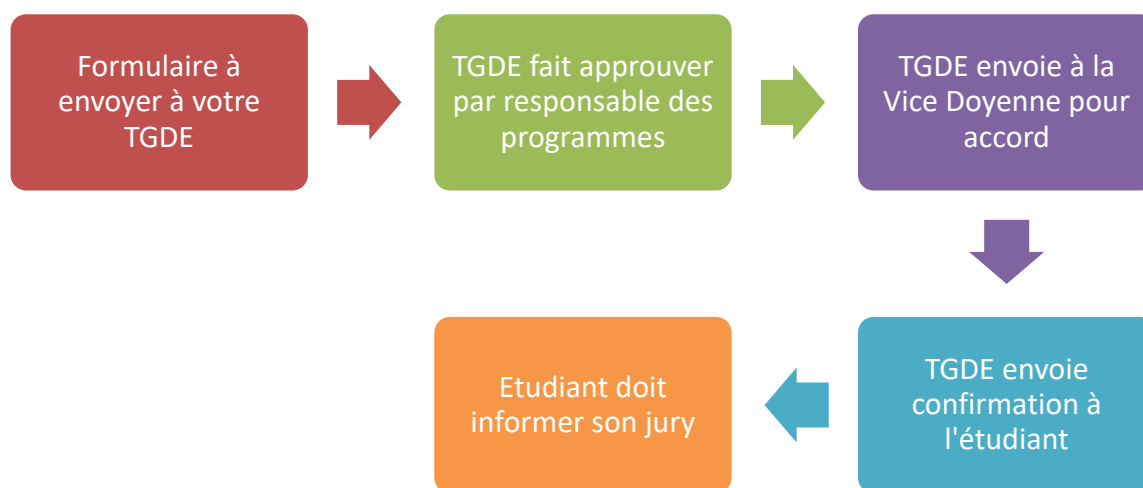 Formulaire à
envoyer à votre
TGDE
TGDE fait approuver
par responsable des
programmes
TGDE envoie à la
Vice Doyenne pour
accord
TGDE envoie
confirmation à
l'étudiant
Etudiant doit
informer son jury